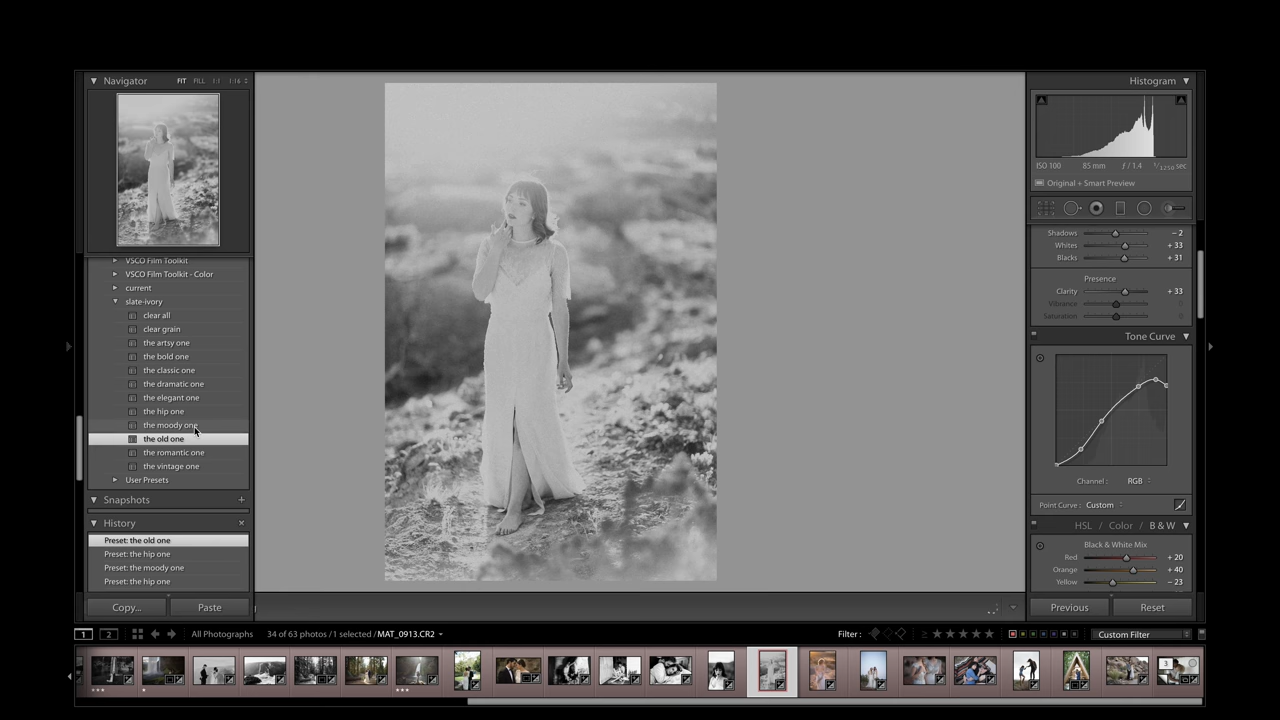 Navigator FIT FILL 1:1 1:16
VSCO Film Toolkit
VSCO Film Toolkit - Color
current
slate-ivory
clear all
clear grain
the artsy one
the bold one
the classic one
the dramatic one
the elegant one
the hip one
the moody one
the old one
the romantic one
the vintage one
User Presets
Snapshots +
History ×
Preset: the old one
Preset: the hip one
Preset: the moody one
Preset: the hip one
Copy... Paste
Histogram
ISO 100 85 mm ƒ / 1.4 1/1250 sec
Original + Smart Preview
Shadows - 2
Whites + 33
Blacks + 31
Presence
Clarity + 33
Vibrance
Saturation
Tone Curve
Channel : RGB
Point Curve : Custom
HSL / Color / B & W
Black & White Mix
Red + 20
Orange + 40
Yellow - 23
Previous Reset
1 2 All Photographs 34 of 63 photos / 1 selected / MAT_0913.CR2 Filter : ≥ ★★★★★ Custom Filter
★★★ ★ ★★★ 3